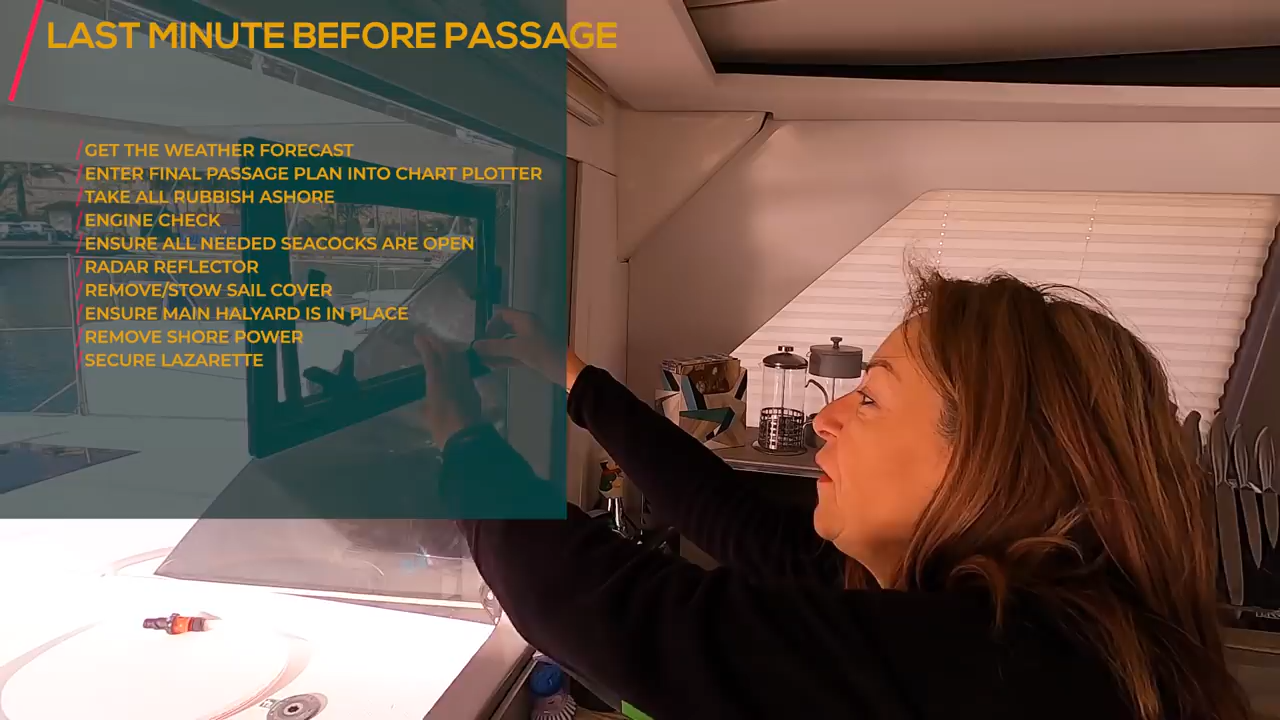 LAST MINUTE BEFORE PASSAGE
GET THE WEATHER FORECAST
ENTER FINAL PASSAGE PLAN INTO CHART PLOTTER
TAKE ALL RUBBISH ASHORE
ENGINE CHECK
ENSURE ALL NEEDED SEACOCKS ARE OPEN
RADAR REFLECTOR
REMOVE/STOW SAIL COVER
ENSURE MAIN HALYARD IS IN PLACE
REMOVE SHORE POWER
SECURE LAZARETTE